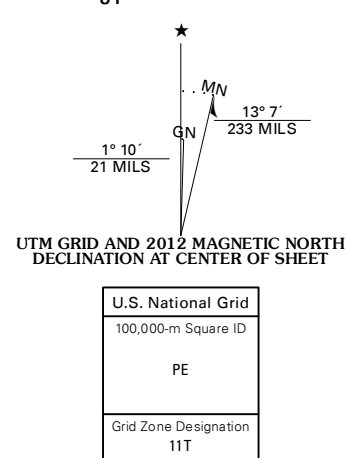 MN
GN
13° 7´
233 MILS
1° 10´
21 MILS
UTM GRID AND 2012 MAGNETIC NORTH
DECLINATION AT CENTER OF SHEET
U.S. National Grid
100,000-m Square ID
PE
Grid Zone Designation
11T